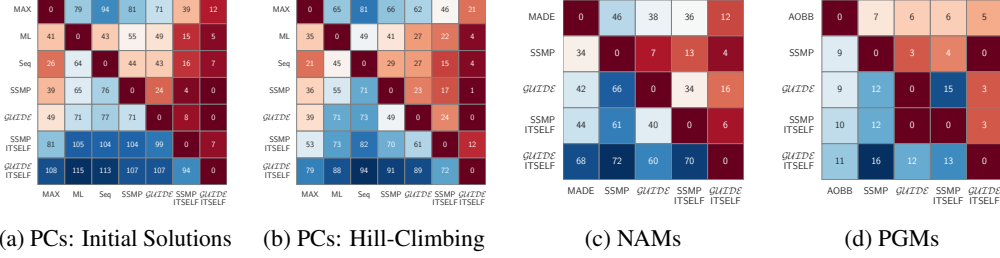 MAX 0 79 94 81 71 39 12
ML 41 0 43 55 49 15 5
Seq 26 64 0 44 43 16 7
SSMP 39 65 76 0 24 4 0
GUIDE 49 71 77 71 0 8 0
SSMP ITSELF 81 105 104 104 99 0 7
GUIDE ITSELF 108 115 113 107 107 94 0
MAX ML Seq SSMP GUIDE SSMP ITSELF GUIDE ITSELF
(a) PCs: Initial Solutions
0 65 81 66 62 46 21
35 0 49 41 27 22 4
21 45 0 29 27 15 7
36 55 71 0 23 17 1
39 71 73 49 0 24 0
53 73 82 70 61 0 12
79 88 94 91 89 72 0
MAX ML Seq SSMP GUIDE SSMP ITSELF GUIDE ITSELF
(b) PCs: Hill-Climbing
MADE 0 46 38 36 12
SSMP 34 0 7 13 4
GUIDE 42 66 0 34 16
SSMP ITSELF 44 61 40 0 6
GUIDE ITSELF 68 72 60 70 0
MADE SSMP GUIDE SSMP ITSELF GUIDE ITSELF
(c) NAMs
AOBB 0 7 6 6 5
SSMP 9 0 3 4 0
GUIDE 9 12 0 15 3
SSMP ITSELF 10 12 0 0 3
GUIDE ITSELF 11 16 12 13 0
AOBB SSMP GUIDE SSMP ITSELF GUIDE ITSELF
(d) PGMs